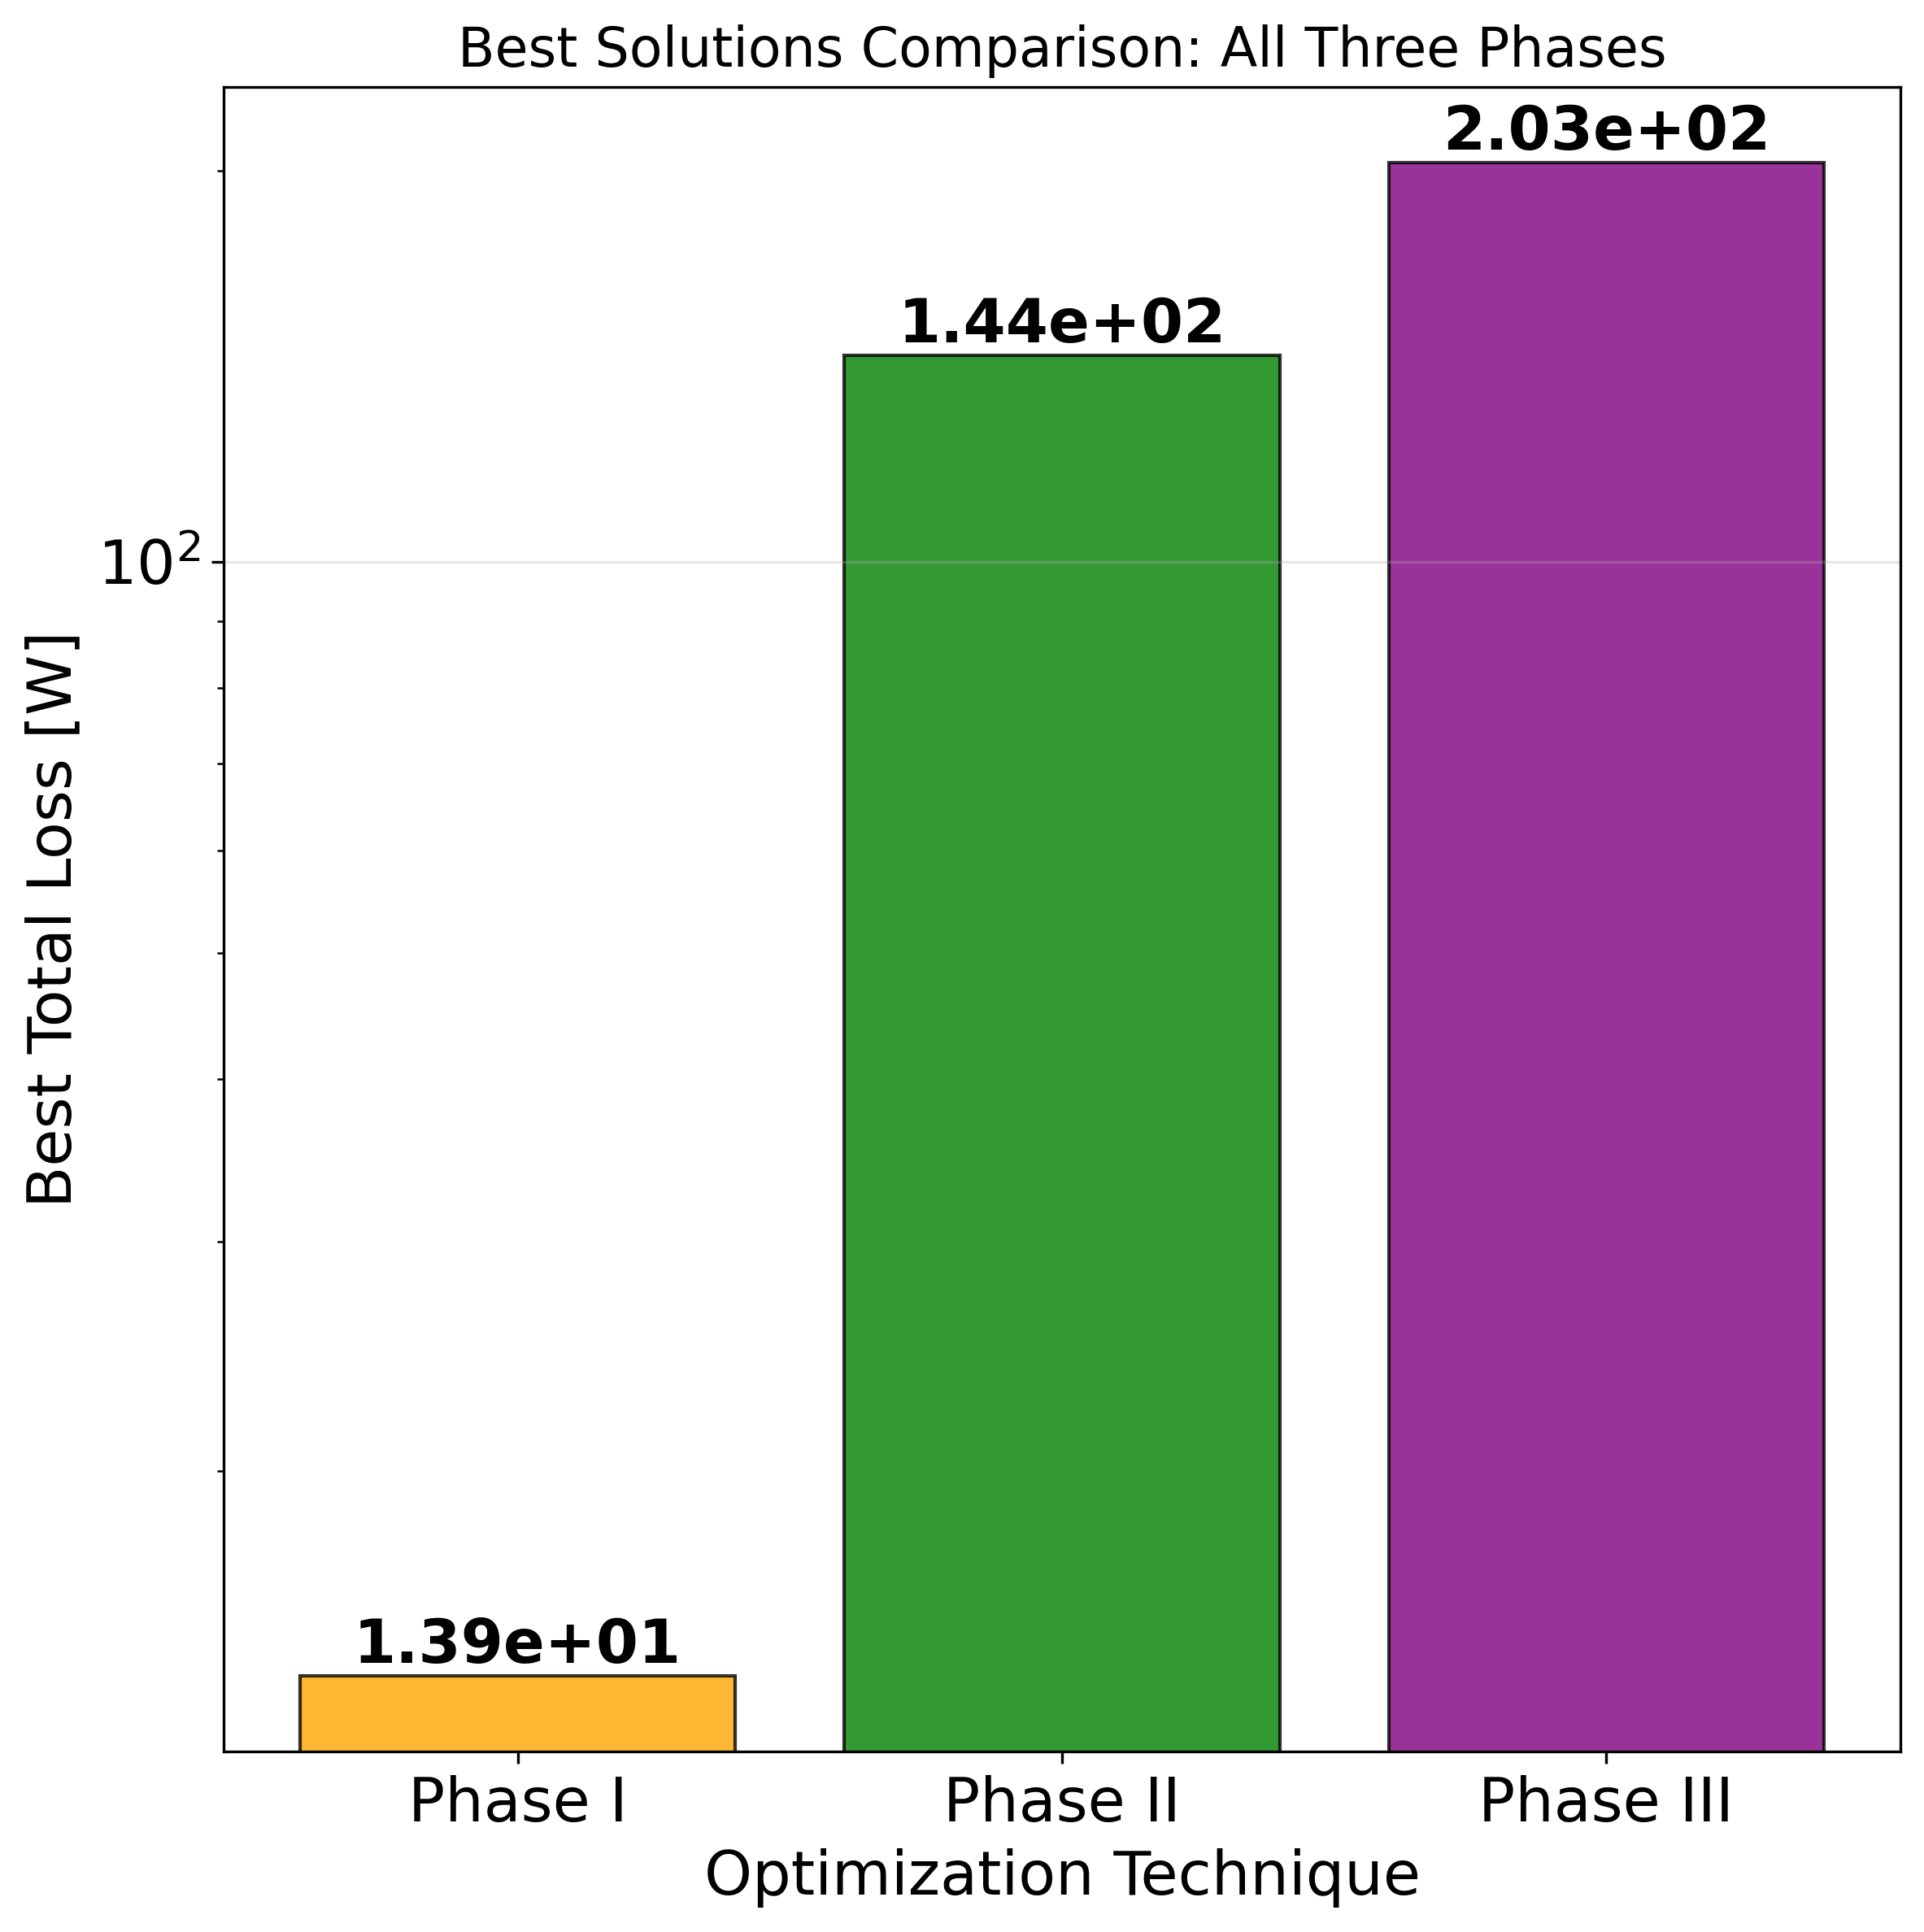 Best Solutions Comparison: All Three Phases
2.03e+02
1.44e+02
10²
Best Total Loss [W]
1.39e+01
Phase I
Phase II
Phase III
Optimization Technique